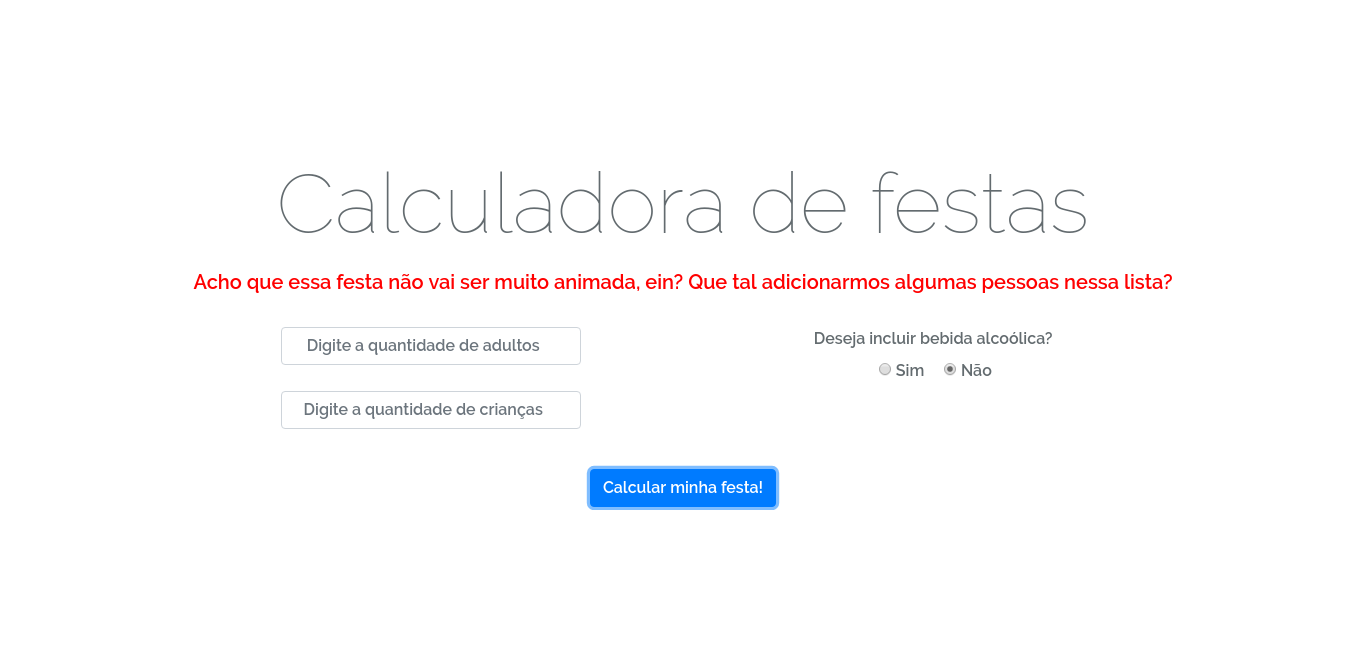 Calculadora de festas
Acho que essa festa não vai ser muito animada, ein? Que tal adicionarmos algumas pessoas nessa lista?
Digite a quantidade de adultos
Digite a quantidade de crianças
Deseja incluir bebida alcoólica?
Sim Não
Calcular minha festa!